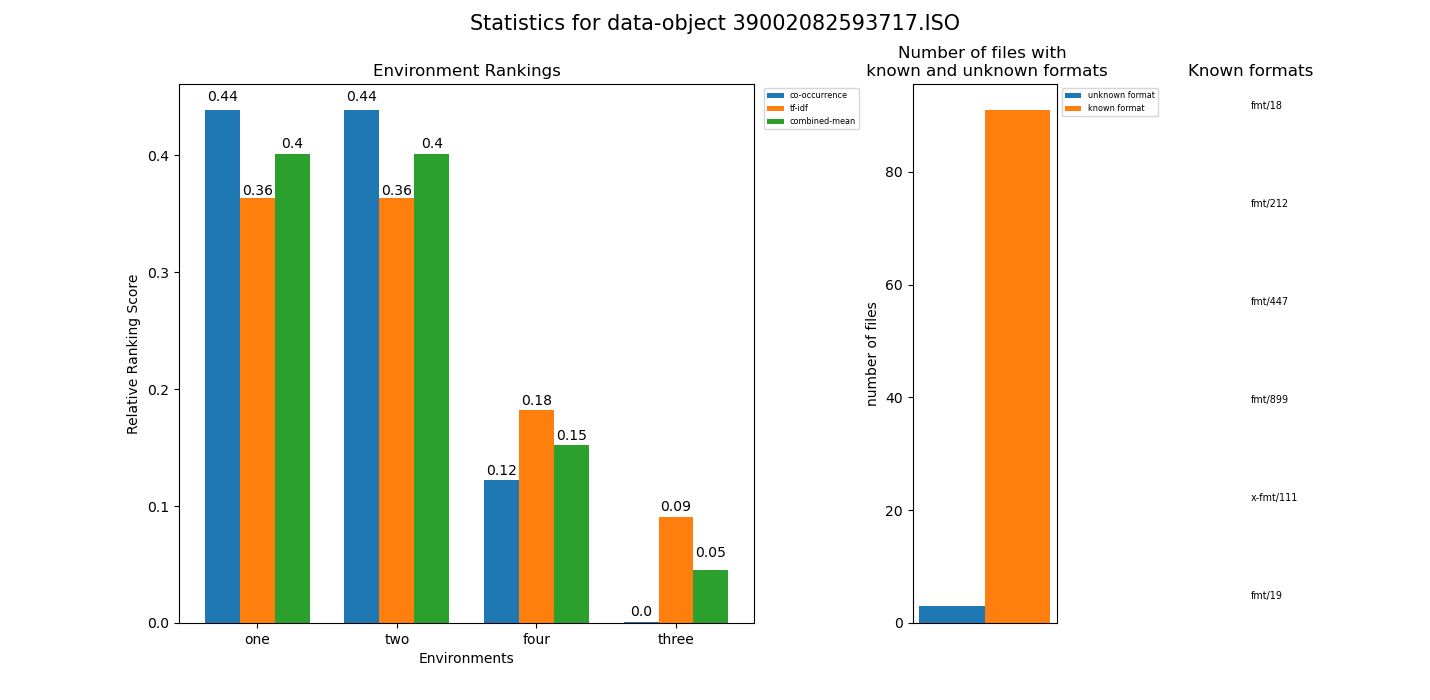 Statistics for data-object 39002082593717.ISO
Environment Rankings
0.44
0.36
0.4
0.44
0.36
0.4
0.12
0.18
0.15
0.0
0.09
0.05
0.4
0.3
0.2
0.1
0.0
Relative Ranking Score
one
two
four
three
Environments
co-occurrence
tf-idf
combined-mean
Number of files with
known and unknown formats
80
60
40
20
0
number of files
unknown format
known format
Known formats
fmt/18
fmt/212
fmt/447
fmt/899
x-fmt/111
fmt/19